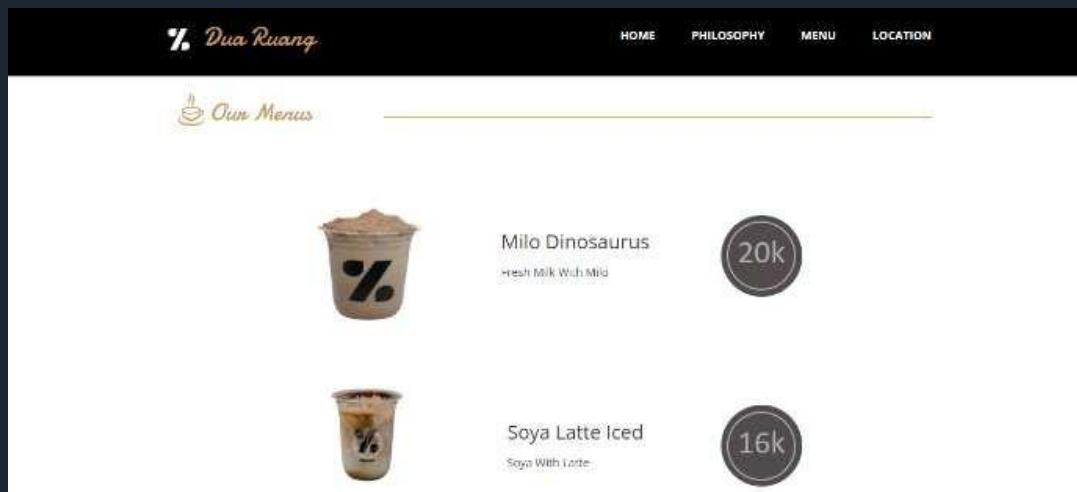 Dua Ruang
HOME PHILOSOPHY MENU LOCATION
Our Menus
Milo Dinosaurus
Fresh Milk With Milo
20k
Soya Latte Iced
Soya With Latte
16k